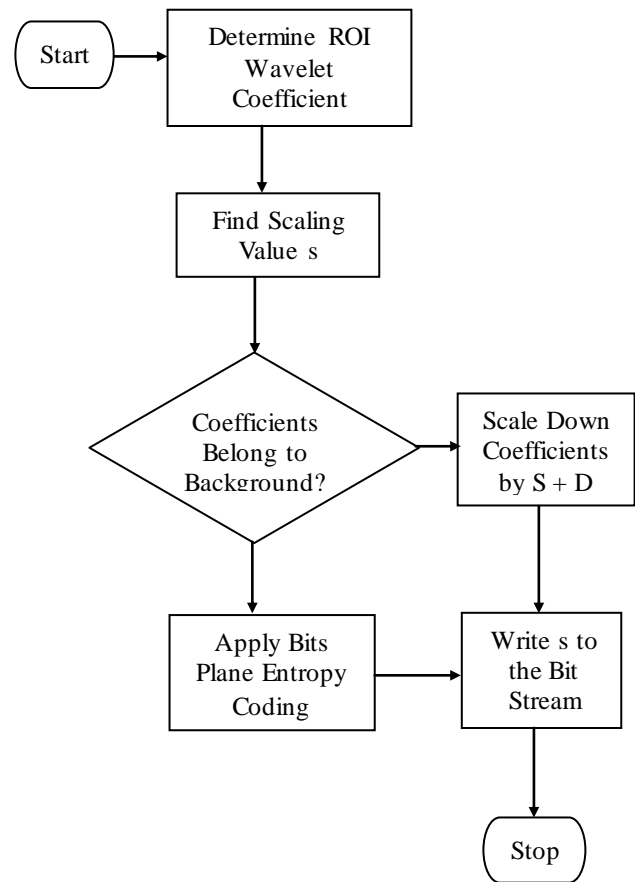 Start
Determine ROI
Wavelet
Coefficient
Find Scaling
Value s
Coefficients
Belong to
Background?
Scale Down
Coefficients
by S + D
Apply Bits
Plane Entropy
Coding
Write s to
the Bit
Stream
Stop